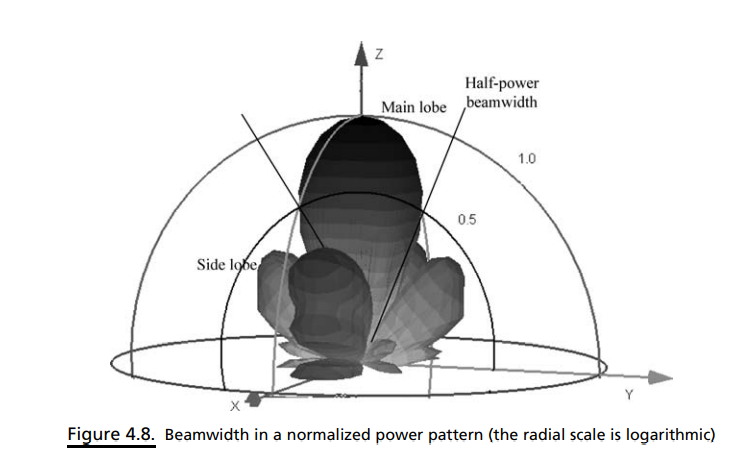 Z
Half-power
beamwidth
Main lobe
1.0
0.5
Side lobe
X
Y
Figure 4.8. Beamwidth in a normalized power pattern (the radial scale is logarithmic)